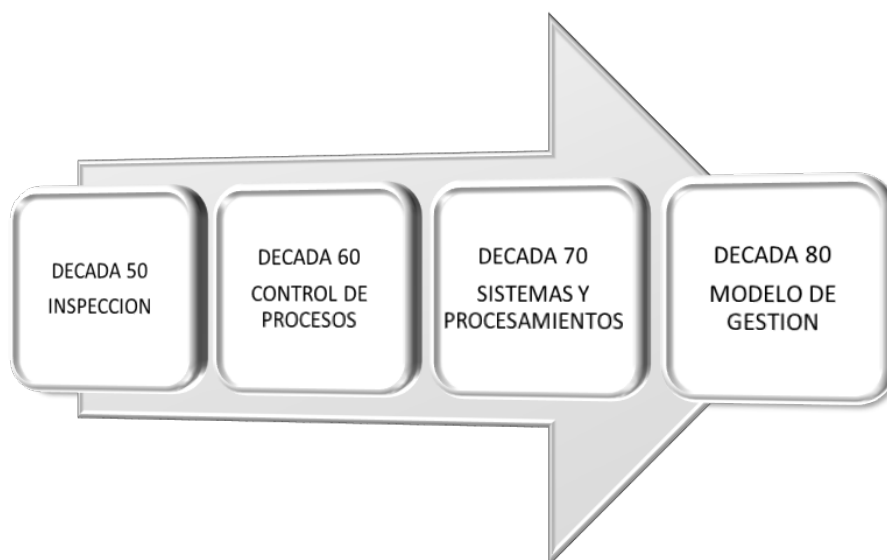 DECADA 50
INSPECCION
DECADA 60
CONTROL DE
PROCESOS
DECADA 70
SISTEMAS Y
PROCESAMIENTOS
DECADA 80
MODELO DE
GESTION